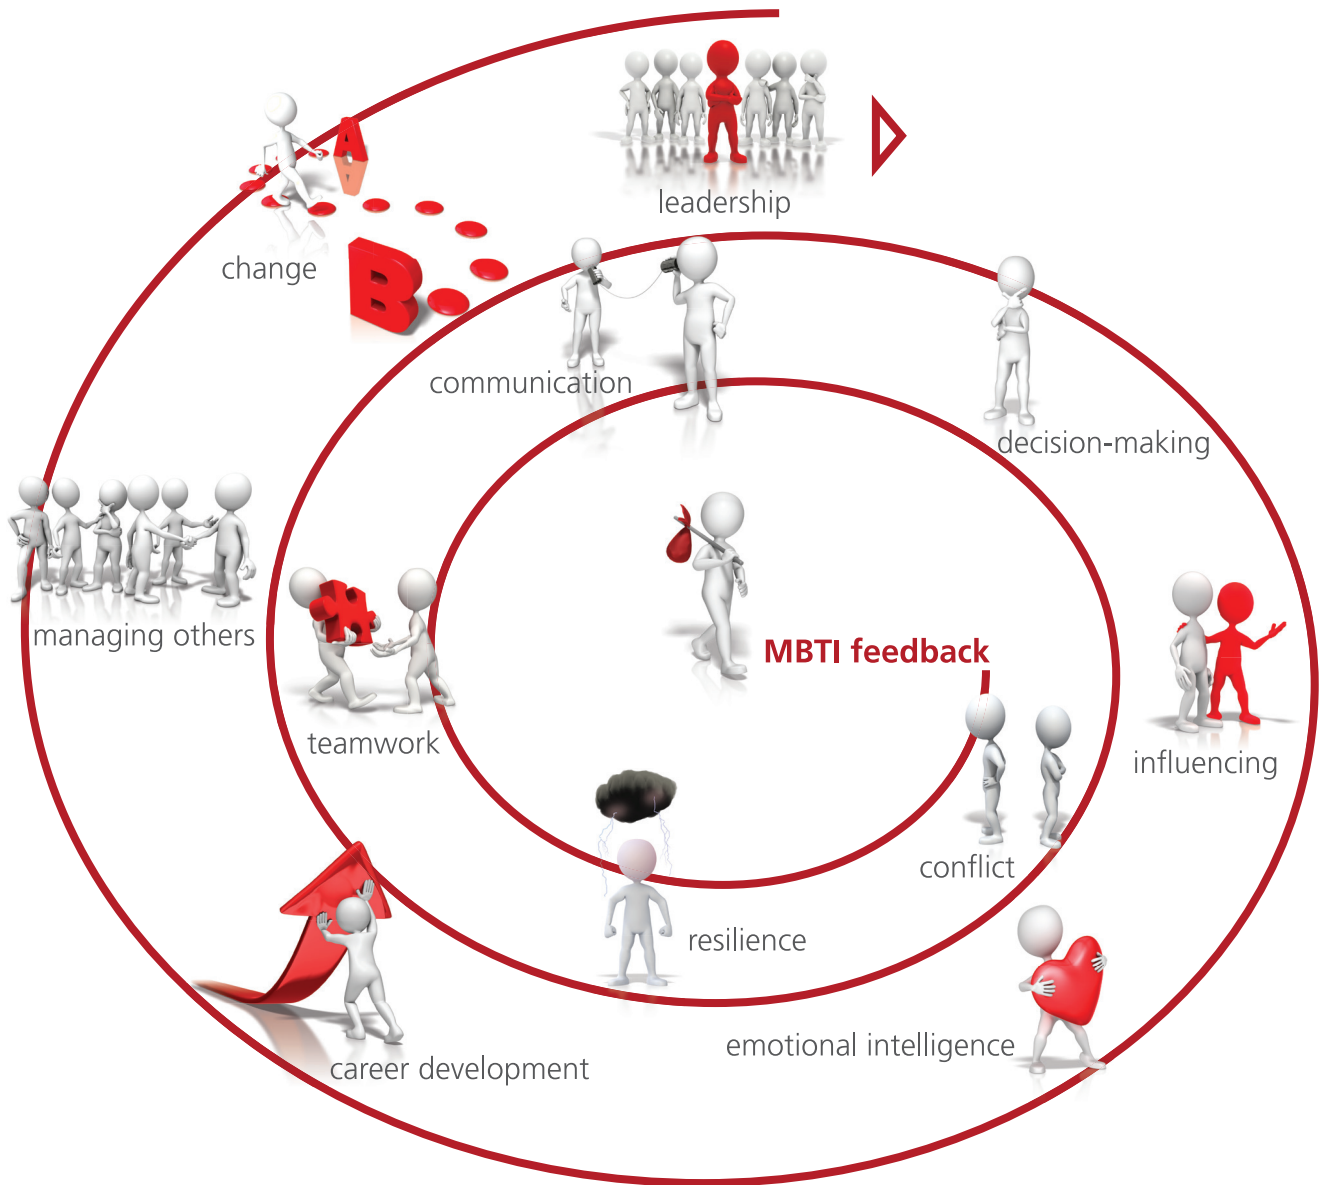 leadership
A
change
B
communication
decision-making
managing others
MBTI feedback
teamwork
influencing
conflict
resilience
emotional intelligence
career development